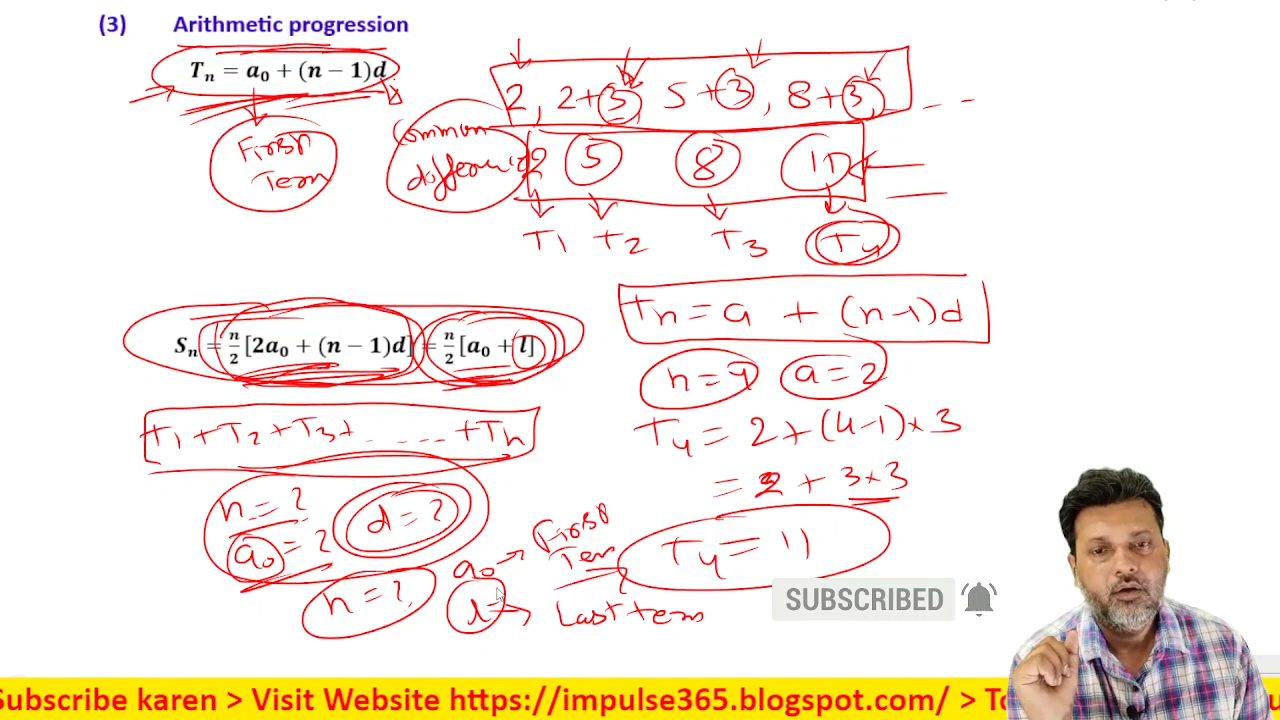 (3) Arithmetic progression
Tₙ = a₀ + (n − 1)d
2, 2+3, 5+3, 8+3, - - -
First Term
Common difference
2 5 8 11
T1 T2 T3 T4
Tn = a + (n-1)d
Sₙ = n/2 [2a₀ + (n − 1)d] = n/2 [a₀ + l]
n = 4 a = 2
T1 + T2 + T3 + ....... + Tn
T4 = 2 + (4-1) × 3
= 2 + 3×3
n = ? d = ?
a₀ = ?
T4 = 11
n = ?
a₀ → First Term
l → Last term
SUBSCRIBED
Subscribe karen > Visit Website https://impulse365.blogspot.com/ >